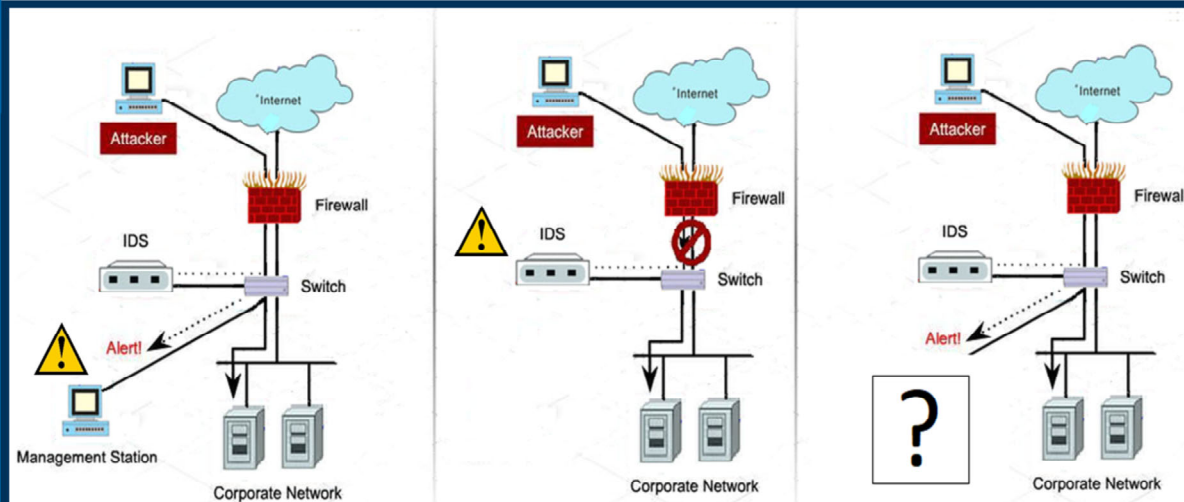 Internet
Attacker
Firewall
IDS
Switch
Alert!
Management Station
Corporate Network
Internet
Attacker
Firewall
IDS
Switch
Corporate Network
Internet
Attacker
Firewall
IDS
Switch
Alert!
?
Corporate Network